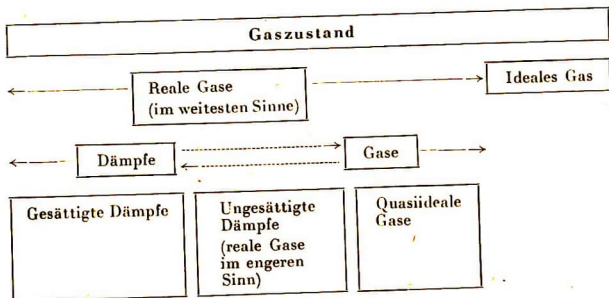 Gaszustand
Reale Gase
(im weitesten Sinne)
Ideales Gas
Dämpfe
Gase
Gesättigte Dämpfe
Ungesättigte
Dämpfe
(reale Gase
im engeren
Sinn)
Quasiideale
Gase